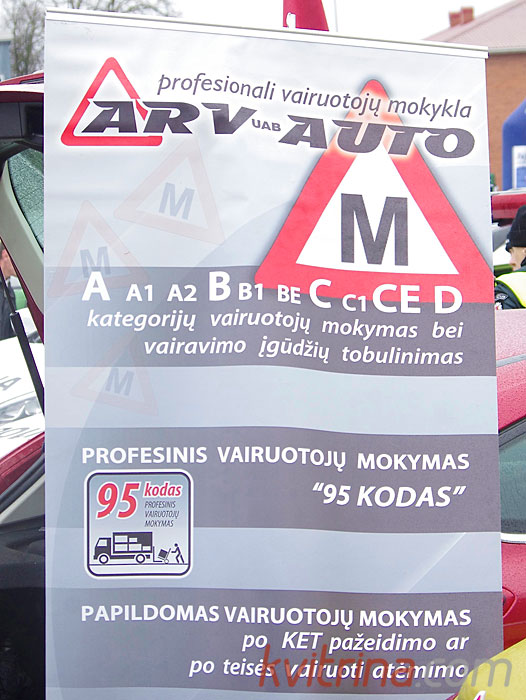 profesionali vairuotojų mokykla
ARV UAB AUTO
M
M
M
M
A A1 A2 B B1 BE C C1 CE D
kategorijų vairuotojų mokymas bei
vairavimo įgūdžių tobulinimas
PROFESINIS VAIRUOTOJŲ MOKYMAS
“95 KODAS”
95 kodas
PROFESINIS
VAIRUOTOJŲ
MOKYMAS
PAPILDOMAS VAIRUOTOJŲ MOKYMAS
po KET pažeidimo ar
po teisės vairuoti atėmimo
kvitrina.com